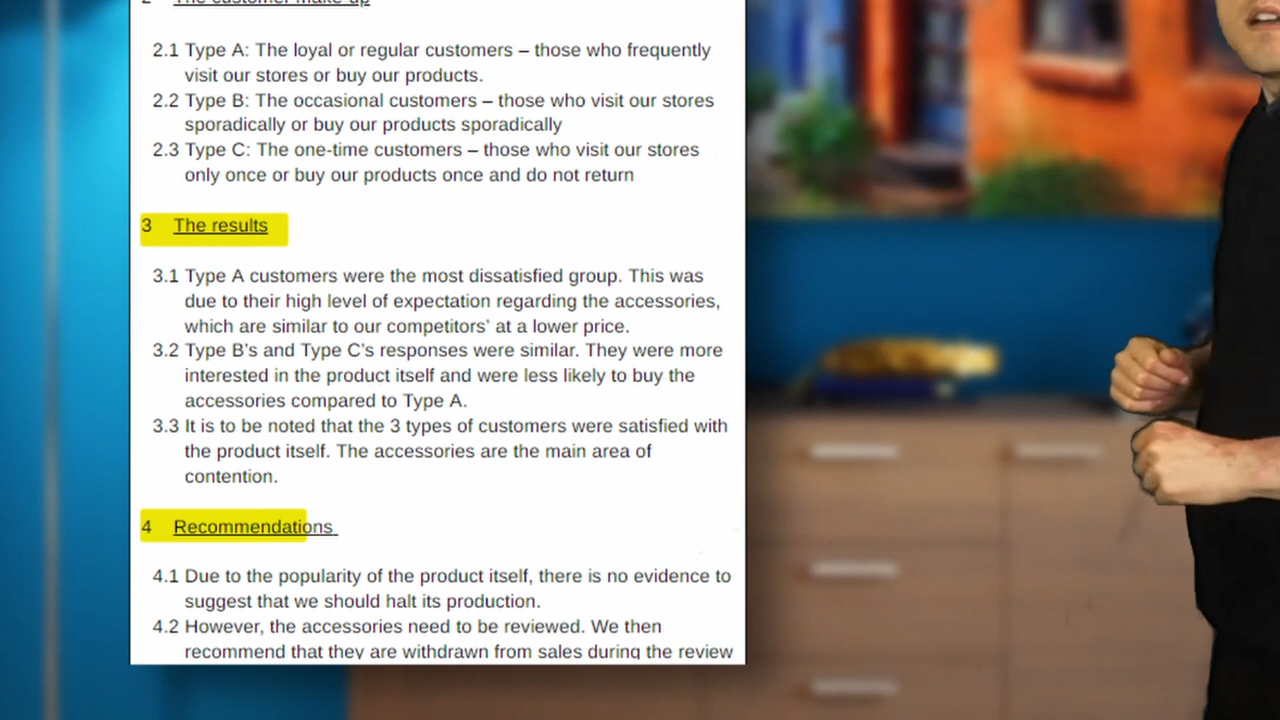 2 The customer make-up
2.1 Type A: The loyal or regular customers – those who frequently
visit our stores or buy our products.
2.2 Type B: The occasional customers – those who visit our stores
sporadically or buy our products sporadically
2.3 Type C: The one-time customers – those who visit our stores
only once or buy our products once and do not return
3 The results
3.1 Type A customers were the most dissatisfied group. This was
due to their high level of expectation regarding the accessories,
which are similar to our competitors’ at a lower price.
3.2 Type B’s and Type C’s responses were similar. They were more
interested in the product itself and were less likely to buy the
accessories compared to Type A.
3.3 It is to be noted that the 3 types of customers were satisfied with
the product itself. The accessories are the main area of
contention.
4 Recommendations
4.1 Due to the popularity of the product itself, there is no evidence to
suggest that we should halt its production.
4.2 However, the accessories need to be reviewed. We then
recommend that they are withdrawn from sales during the review